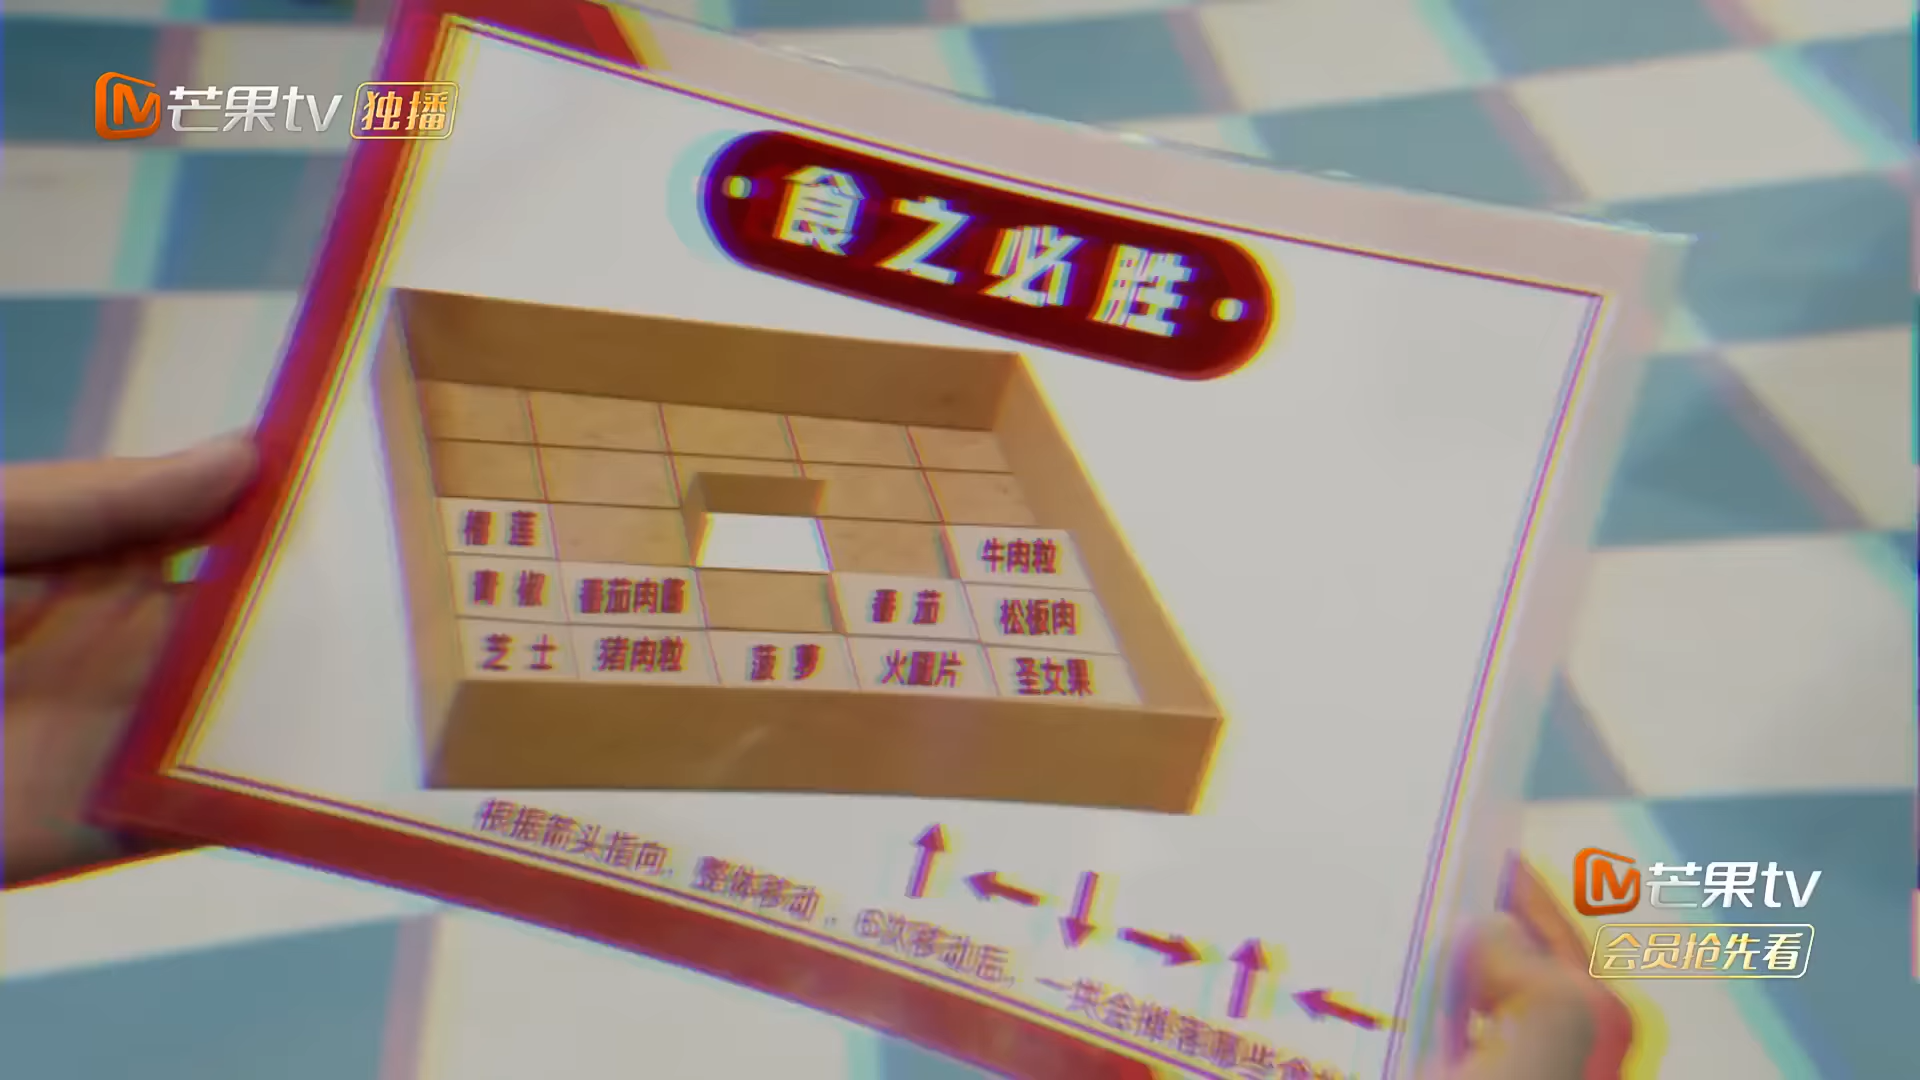 芒果tv 独播
食之必胜
榴莲 牛肉粒
青椒 番茄肉酱 番茄 松板肉
芝士 猪肉粒 菠萝 火腿片 圣女果
根据箭头指向，整体移动，6次移动后，一共会掉落哪些食
芒果tv
会员抢先看